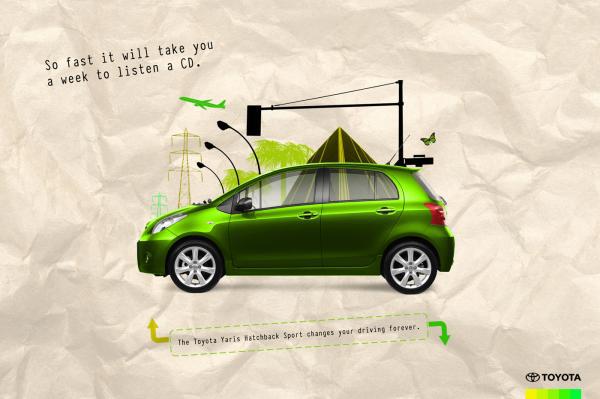 So fast it will take you
a week to listen a CD.
The Toyota Yaris Hatchback Sport changes your driving forever.
TOYOTA